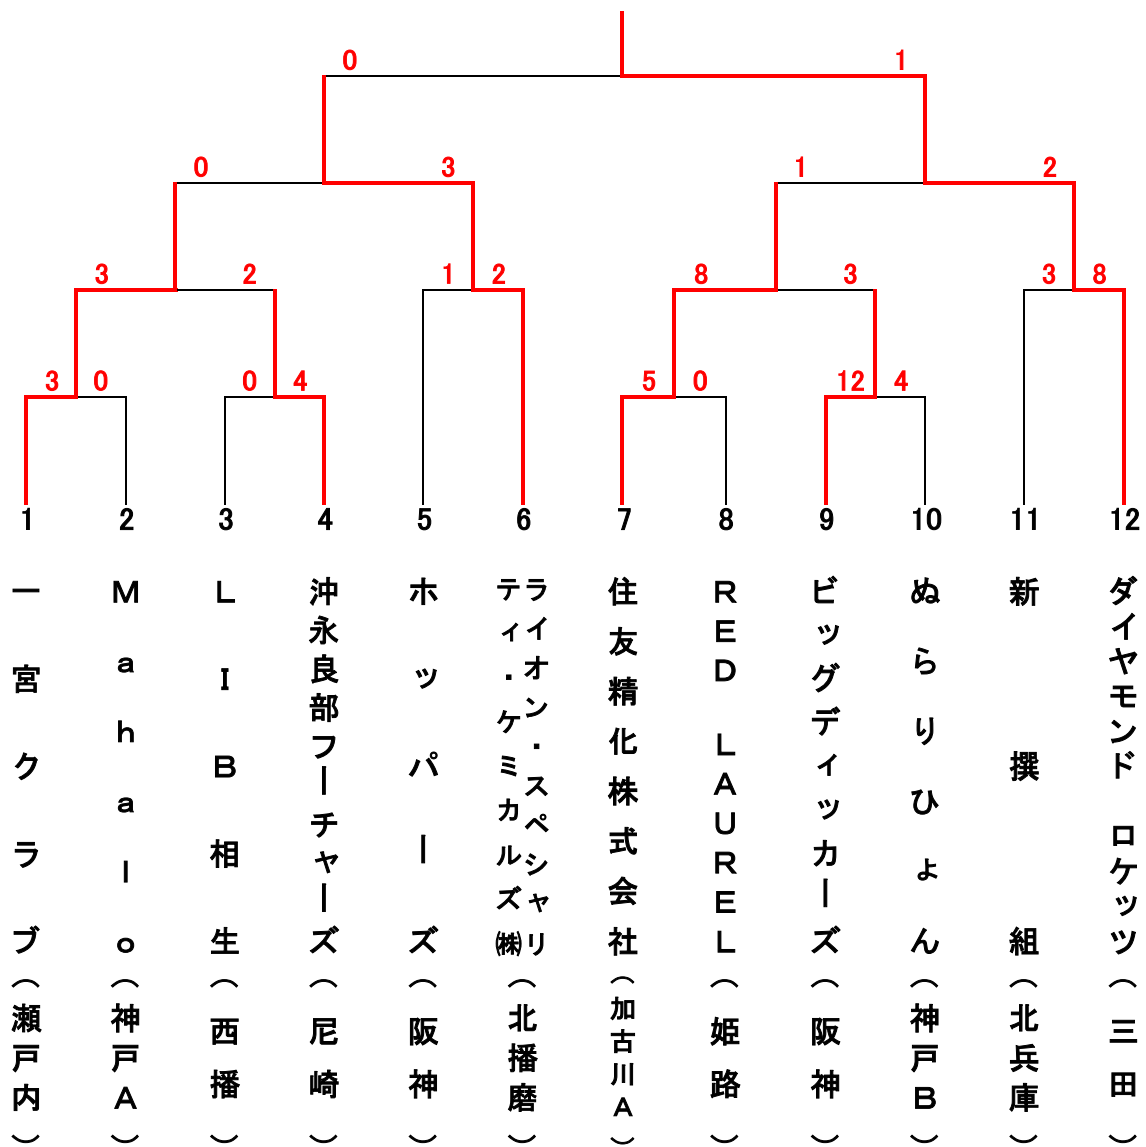 0 1
0 3 1 2
3 2 1 2 8 3 3 8
3 0 0 4 5 0 12 4
1 2 3 4 5 6 7 8 9 10 11 12
一宮クラブ(瀬戸内)
Mahalo(神戸A)
LIB相生(西播)
沖永良部フーチャーズ(尼崎)
ホッパーズ(阪神)
ライオン・スペシャリ
ティ・ケミカルズ㈱(北播磨)
住友精化株式会社(加古川A)
RED LAUREL(姫路)
ビッグディッカーズ(阪神)
ぬらりひょん(神戸B)
新撰組(北兵庫)
ダイヤモンド ロケッツ(三田)